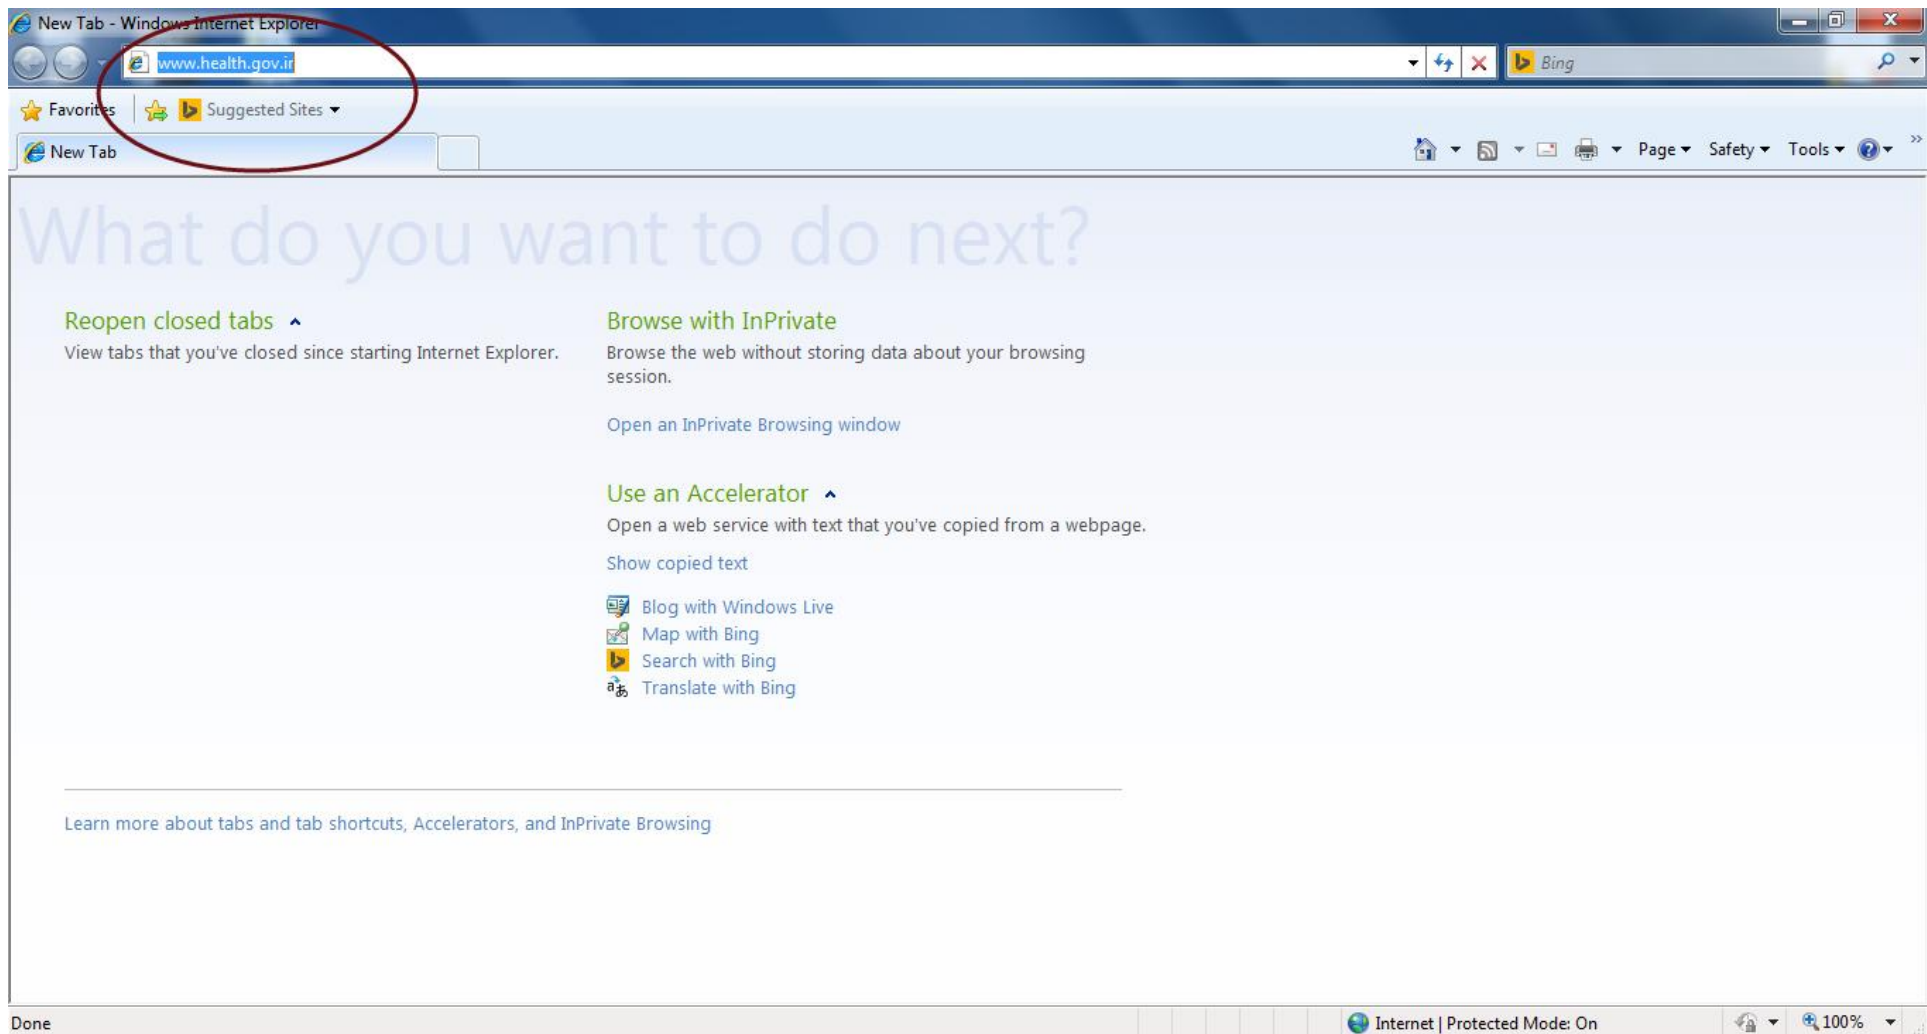 New Tab - Windows Internet Explorer
www.health.gov.ir
Bing
Favorites
Suggested Sites
New Tab
Page
Safety
Tools
What do you want to do next?
Reopen closed tabs
View tabs that you've closed since starting Internet Explorer.
Browse with InPrivate
Browse the web without storing data about your browsing
session.
Open an InPrivate Browsing window
Use an Accelerator
Open a web service with text that you've copied from a webpage.
Show copied text
Blog with Windows Live
Map with Bing
Search with Bing
Translate with Bing
Learn more about tabs and tab shortcuts, Accelerators, and InPrivate Browsing
Done
Internet | Protected Mode: On
100%